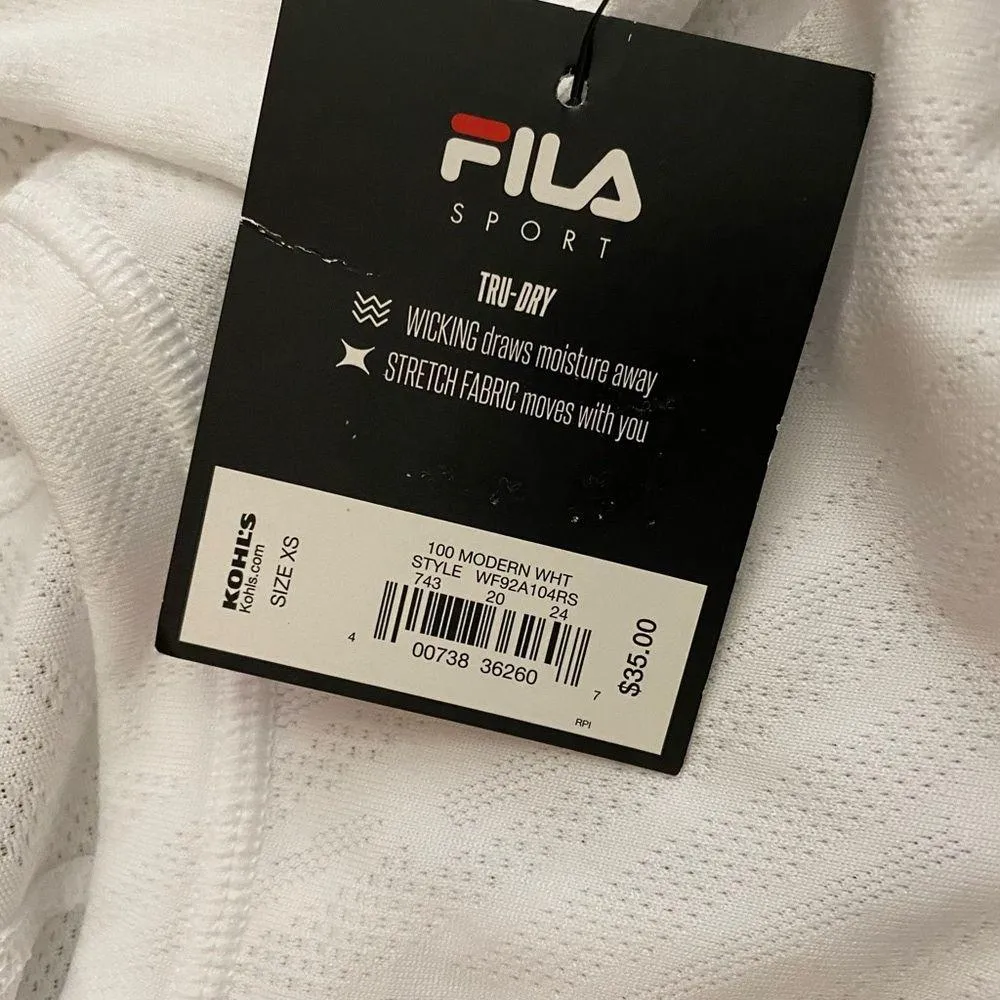 FILA
SPORT
TRU-DRY
WICKING draws moisture away
STRETCH FABRIC moves with you
KOHL'S
Kohls.com
SIZE XS
100 MODERN WHT
STYLE WF92A104RS
743 20 24
4 00738 36260 7
$35.00
RPI